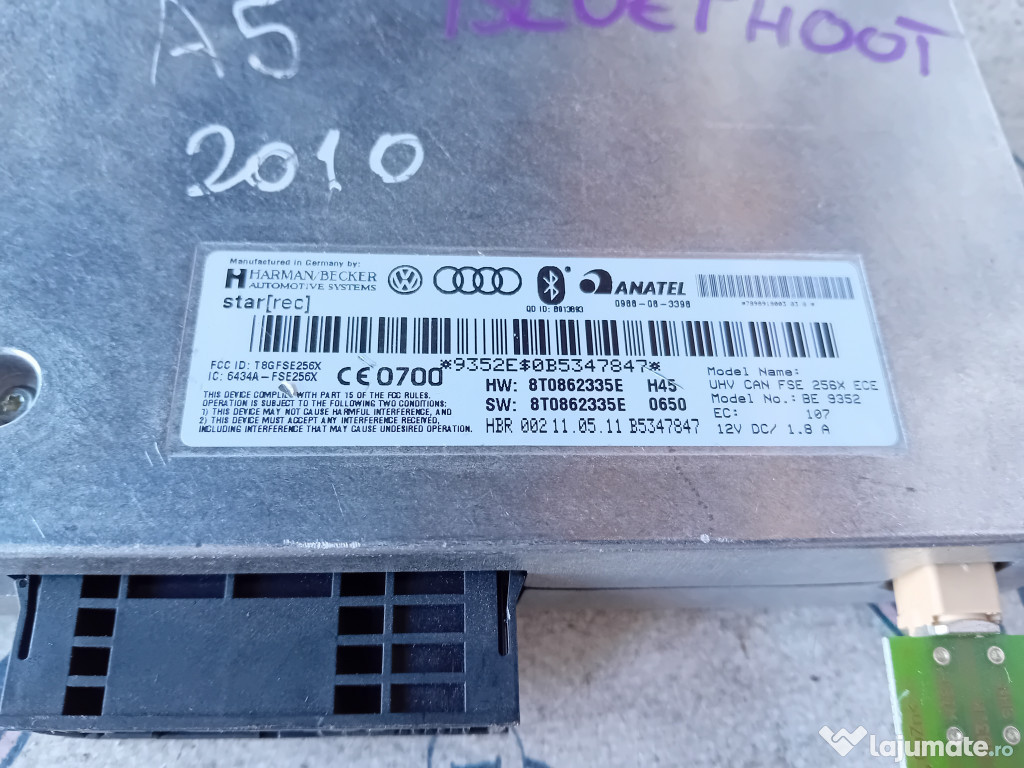 A5
BLUETHOOT
2010
Manufactured in Germany by:
HARMAN/BECKER
AUTOMOTIVE SYSTEMS
star[rec]
QD ID: B013883
ANATEL
0988-08-3398
*9352E$0B5347847*
FCC ID: T8GFSE256X
IC: 6434A-FSE256X
CE 0700
THIS DEVICE COMPLIES WITH PART 15 OF THE FCC RULES.
OPERATION IS SUBJECT TO THE FOLLOWING TWO CONDITIONS:
1) THIS DEVICE MAY NOT CAUSE HARMFUL INTERFERENCE, AND
2) THIS DEVICE MUST ACCEPT ANY INTERFERENCE RECEIVED,
INCLUDING INTERFERENCE THAT MAY CAUSE UNDESIRED OPERATION.
HW: 8T0862335E H45
SW: 8T0862335E 0650
HBR 002 11.05.11 B5347847
Model Name:
UHV CAN FSE 256X ECE
Model No.: BE 9352
EC: 107
12V DC/ 1.8 A
lajumate.ro